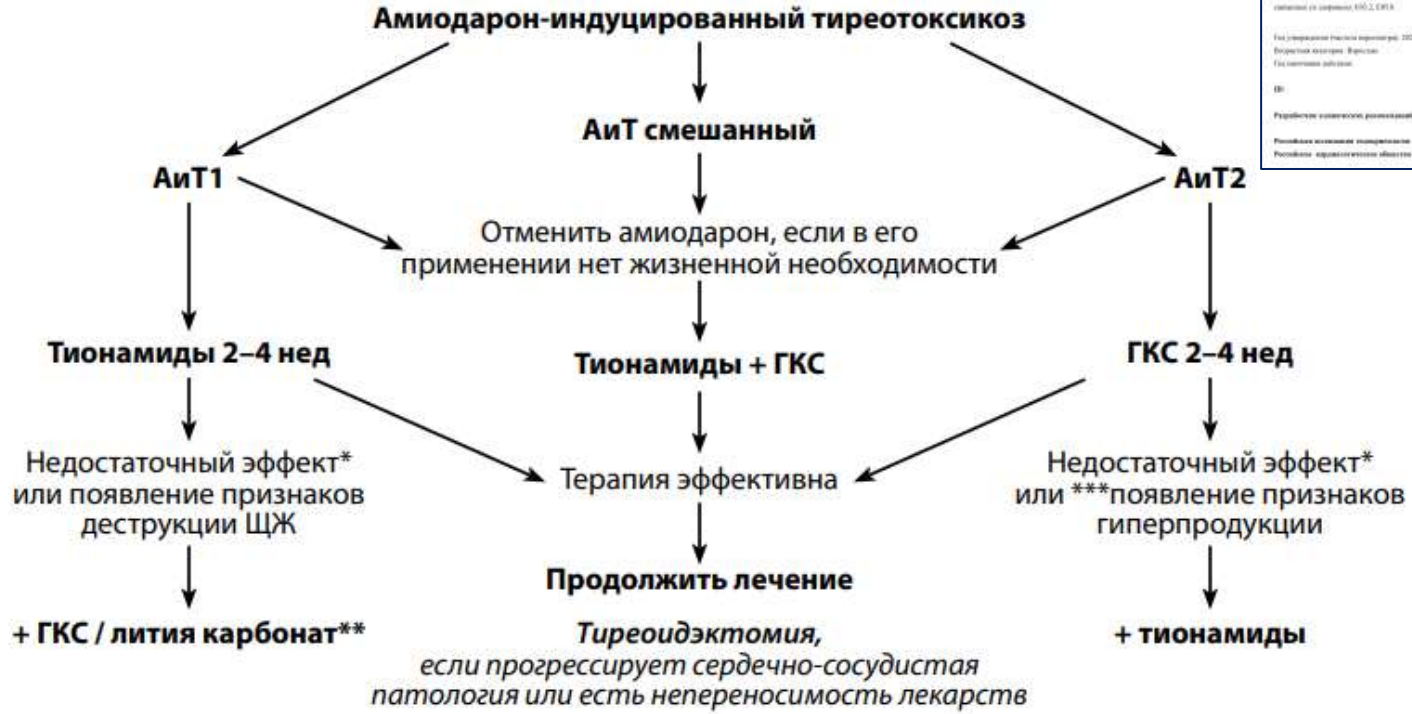 Амиодарон-индуцированный тиреотоксикоз
АиТ смешанный
АиТ1
АиТ2
Отменить амиодарон, если в его
применении нет жизненной необходимости
Тионамиды 2–4 нед
Тионамиды + ГКС
ГКС 2–4 нед
Недостаточный эффект*
или появление признаков
деструкции ЩЖ
Терапия эффективна
Недостаточный эффект*
или ***появление признаков
гиперпродукции
Продолжить лечение
+ ГКС / лития карбонат**
Тиреоидэктомия,
если прогрессирует сердечно-сосудистая
патология или есть непереносимость лекарств
+ тионамиды